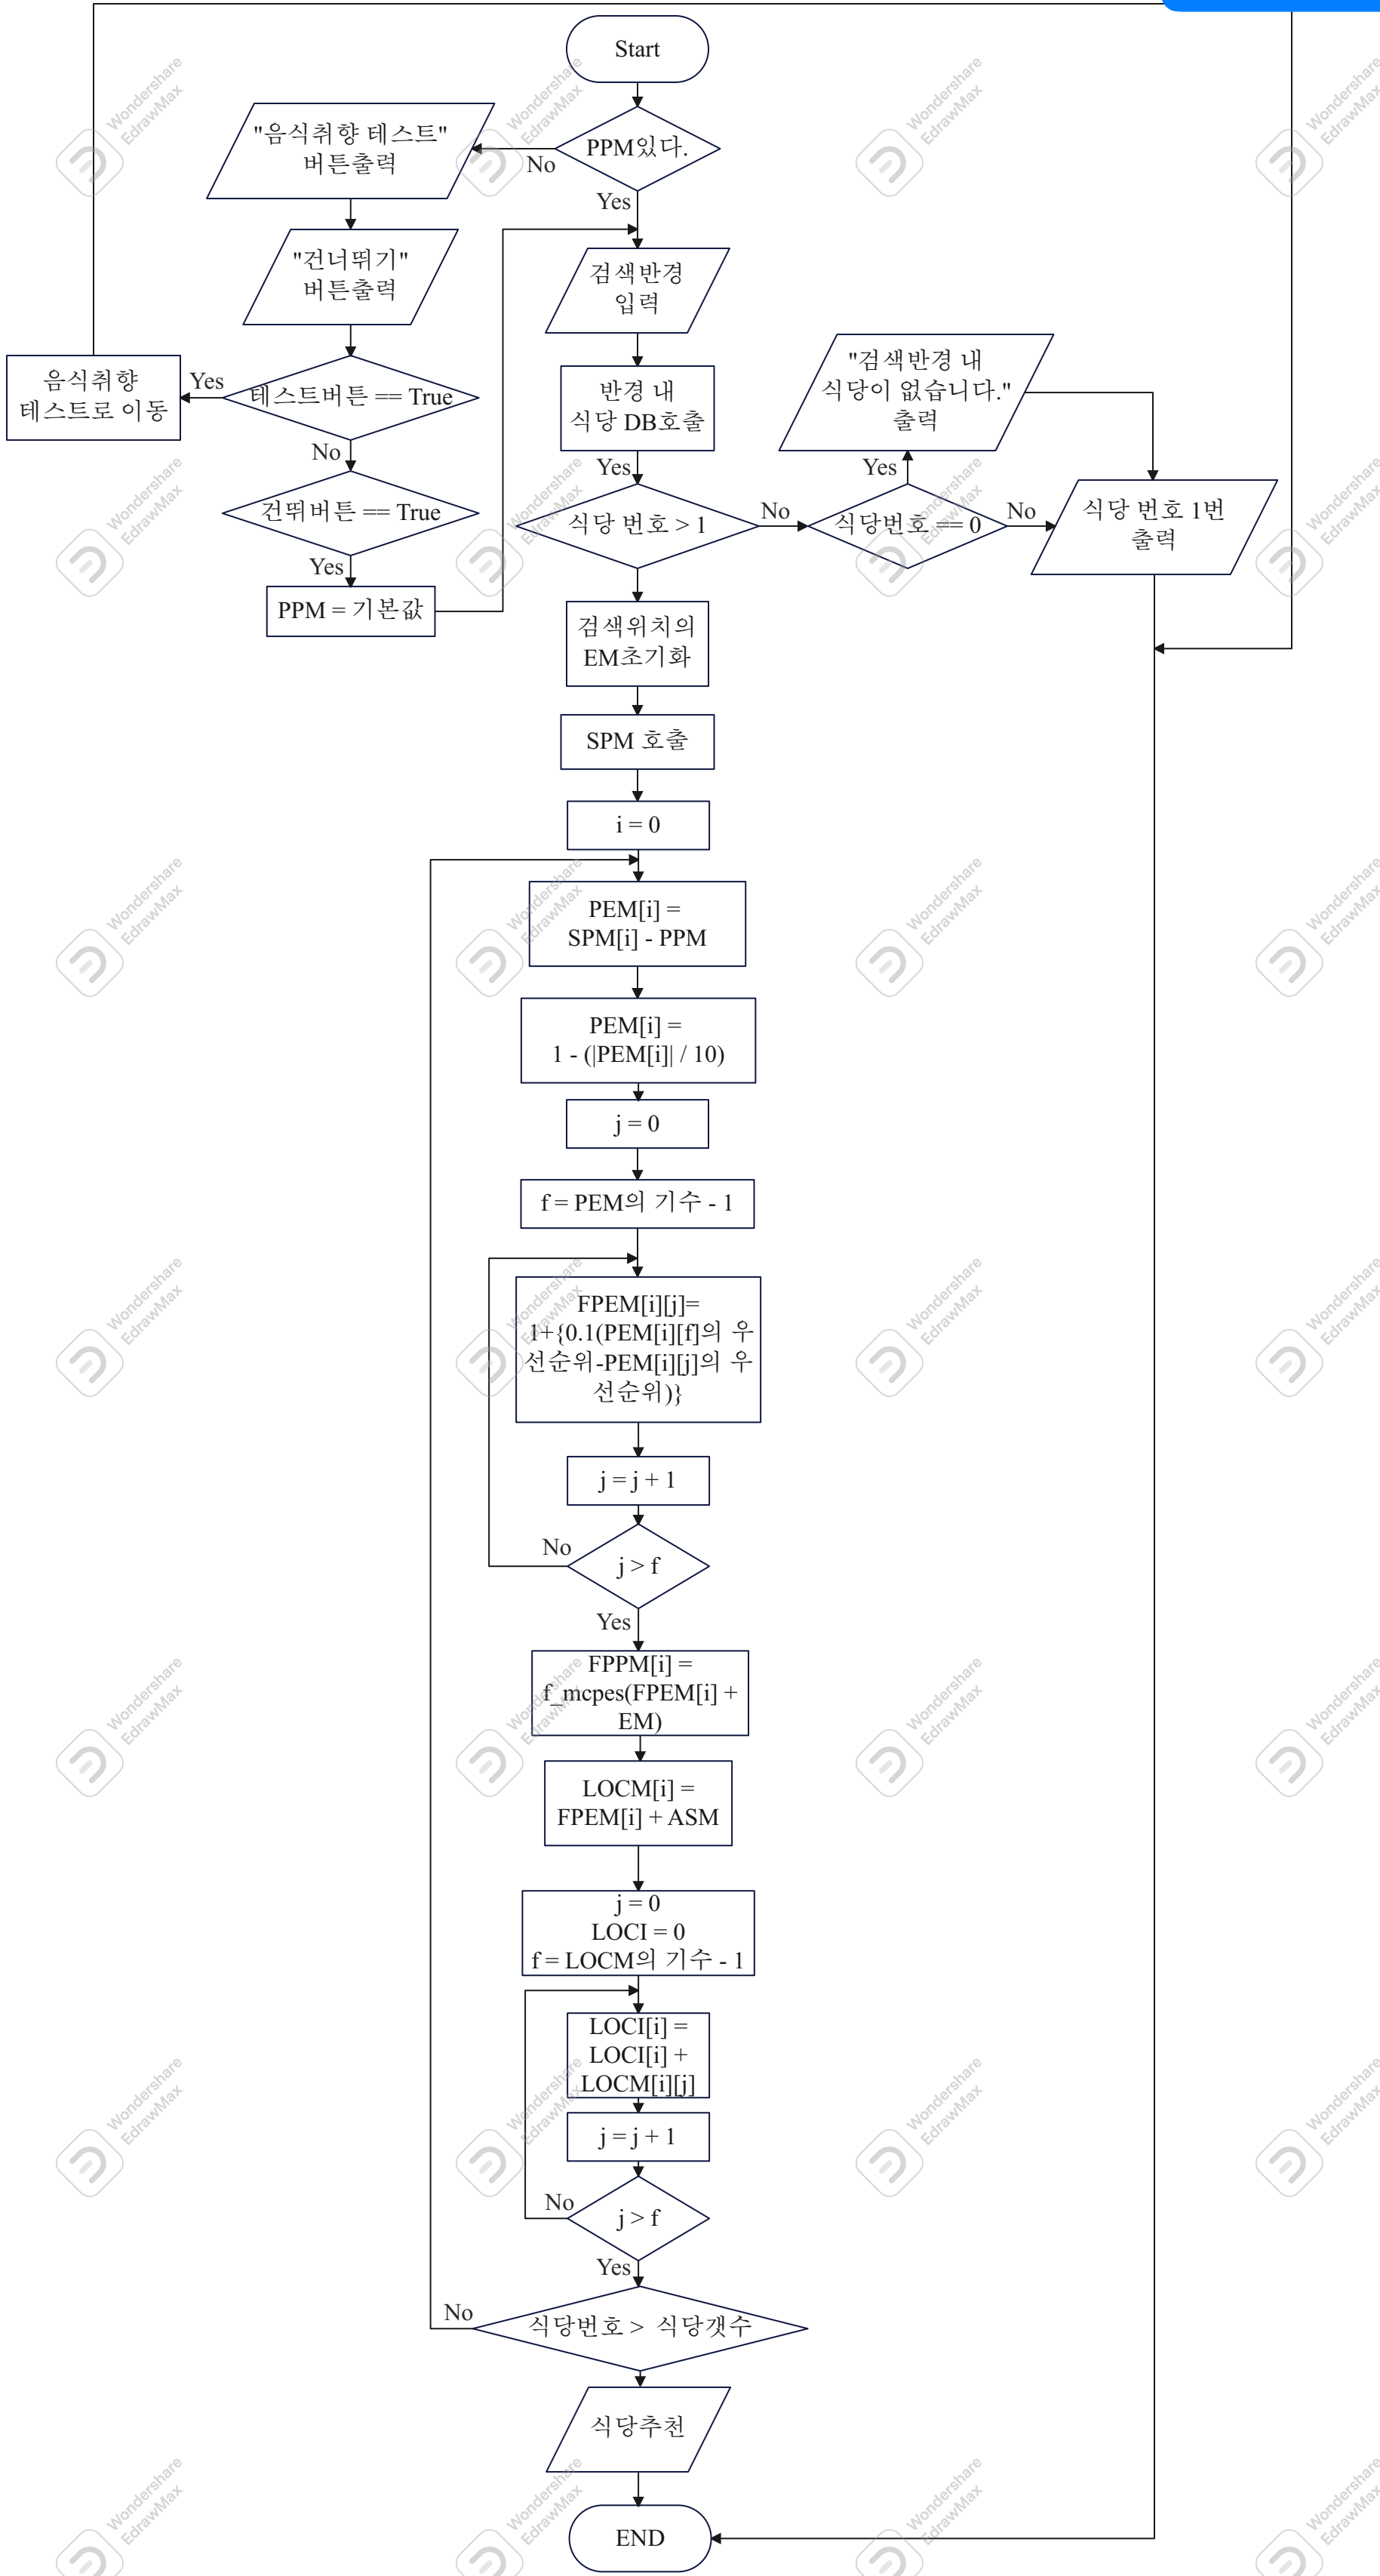 Start
PPM있다.
No
Yes
"음식취향 테스트"
버튼출력
"건너뛰기"
버튼출력
테스트버튼 == True
Yes
음식취향
테스트로 이동
No
건뛰버튼 == True
Yes
PPM = 기본값
검색반경
입력
반경 내
식당 DB호출
Yes
식당 번호 > 1
No
식당번호 == 0
Yes
"검색반경 내
식당이 없습니다."
출력
No
식당 번호 1번
출력
검색위치의
EM초기화
SPM 호출
i = 0
PEM[i] =
SPM[i] - PPM
PEM[i] =
1 - (|PEM[i]| / 10)
j = 0
f = PEM의 기수 - 1
FPEM[i][j]=
1+{0.1(PEM[i][f]의 우
선순위-PEM[i][j]의 우
선순위)}
j = j + 1
No
j > f
Yes
FPPM[i] =
f_mcpes(FPEM[i] +
EM)
LOCM[i] =
FPEM[i] + ASM
j = 0
LOCI = 0
f = LOCM의 기수 - 1
LOCI[i] =
LOCI[i] +
LOCM[i][j]
j = j + 1
No
j > f
Yes
No
식당번호 > 식당갯수
식당추천
END
Wondershare
EdrawMax